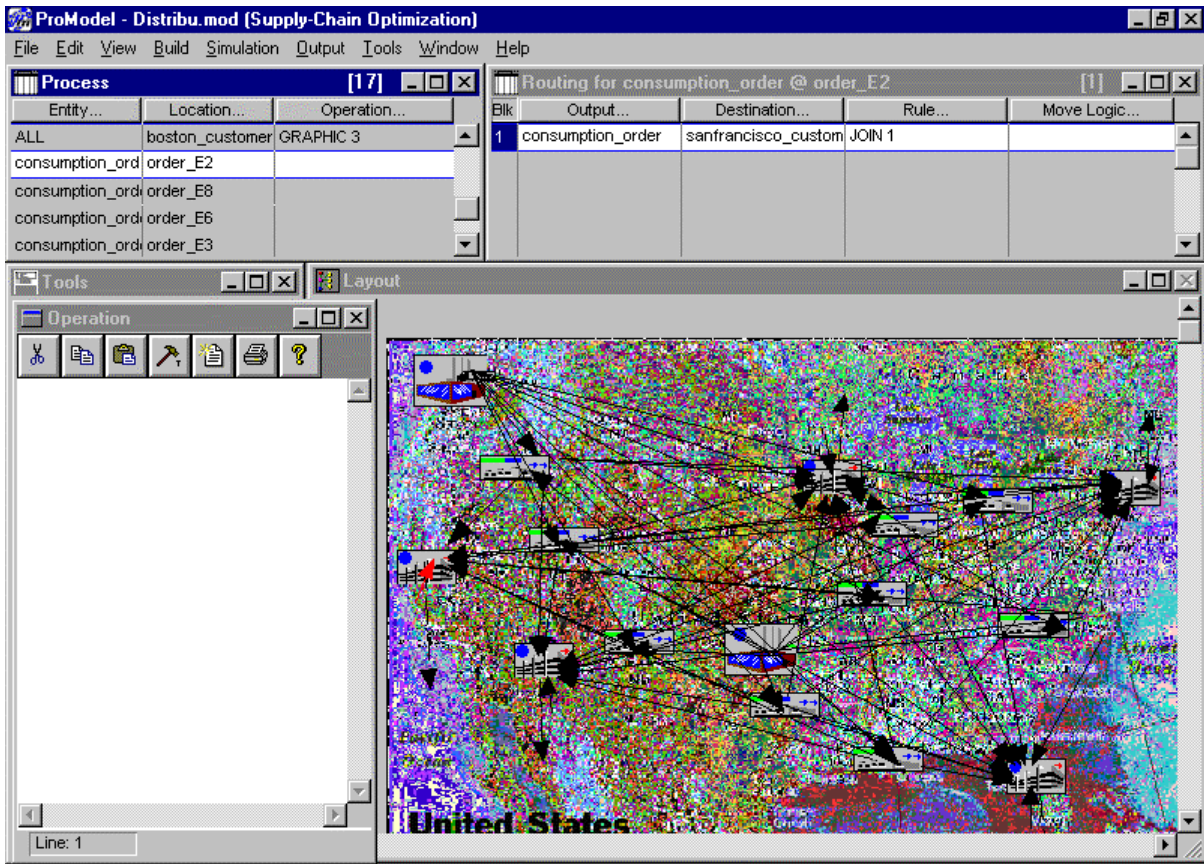 ProModel - Distribu.mod (Supply-Chain Optimization)
File Edit View Build Simulation Output Tools Window Help
Process [17]
Entity... Location... Operation...
ALL boston_customer GRAPHIC 3
consumption_ord order_E2
consumption_ord order_E8
consumption_ord order_E6
consumption_ord order_E3
Routing for consumption_order @ order_E2 [1]
Blk Output... Destination... Rule... Move Logic...
1 consumption_order sanfrancisco_custom JOIN 1
Tools
Layout
Operation
Line: 1
United States